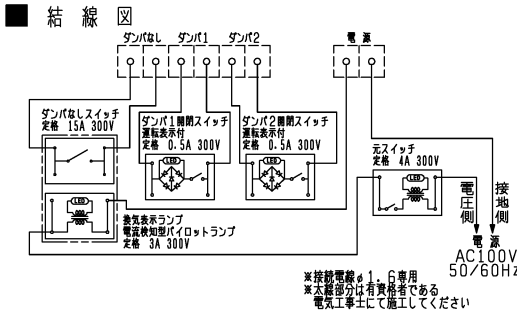 ■ 結線図
ダンパなし ダンパ1 ダンパ2 電源
ダンパなしスイッチ
定格 15A 300V
ダンパ1開閉スイッチ
運転表示付
定格 0.5A 300V
LED
ダンパ2開閉スイッチ
運転表示付
定格 0.5A 300V
LED
元スイッチ
定格 4A 300V
LED
LED
換気表示ランプ
電流検知型パイロットランプ
定格 3A 300V
電圧側
接地側
電源
AC100V
50/60Hz
※接続電線φ1.6専用
※太線部分は有資格者である
電気工事士にて施工してください